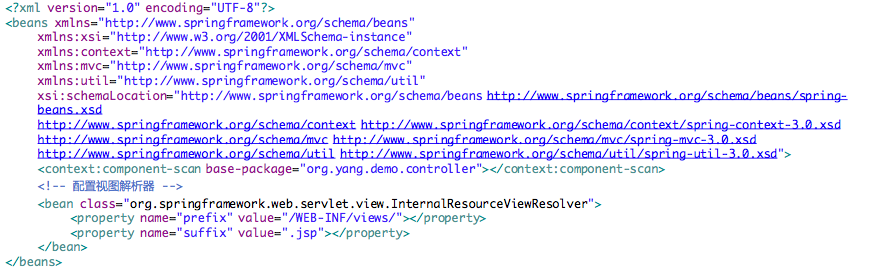 <?xml version="1.0" encoding="UTF-8"?>
<beans xmlns="http://www.springframework.org/schema/beans"
xmlns:xsi="http://www.w3.org/2001/XMLSchema-instance"
xmlns:context="http://www.springframework.org/schema/context"
xmlns:mvc="http://www.springframework.org/schema/mvc"
xmlns:util="http://www.springframework.org/schema/util"
xsi:schemaLocation="http://www.springframework.org/schema/beans http://www.springframework.org/schema/beans/spring-
beans.xsd
http://www.springframework.org/schema/context http://www.springframework.org/schema/context/spring-context-3.0.xsd
http://www.springframework.org/schema/mvc http://www.springframework.org/schema/mvc/spring-mvc-3.0.xsd
http://www.springframework.org/schema/util http://www.springframework.org/schema/util/spring-util-3.0.xsd">
<context:component-scan base-package="org.yang.demo.controller"></context:component-scan>
<!-- 配置视图解析器 -->
<bean class="org.springframework.web.servlet.view.InternalResourceViewResolver">
<property name="prefix" value="/WEB-INF/views/"></property>
<property name="suffix" value=".jsp"></property>
</bean>
</beans>